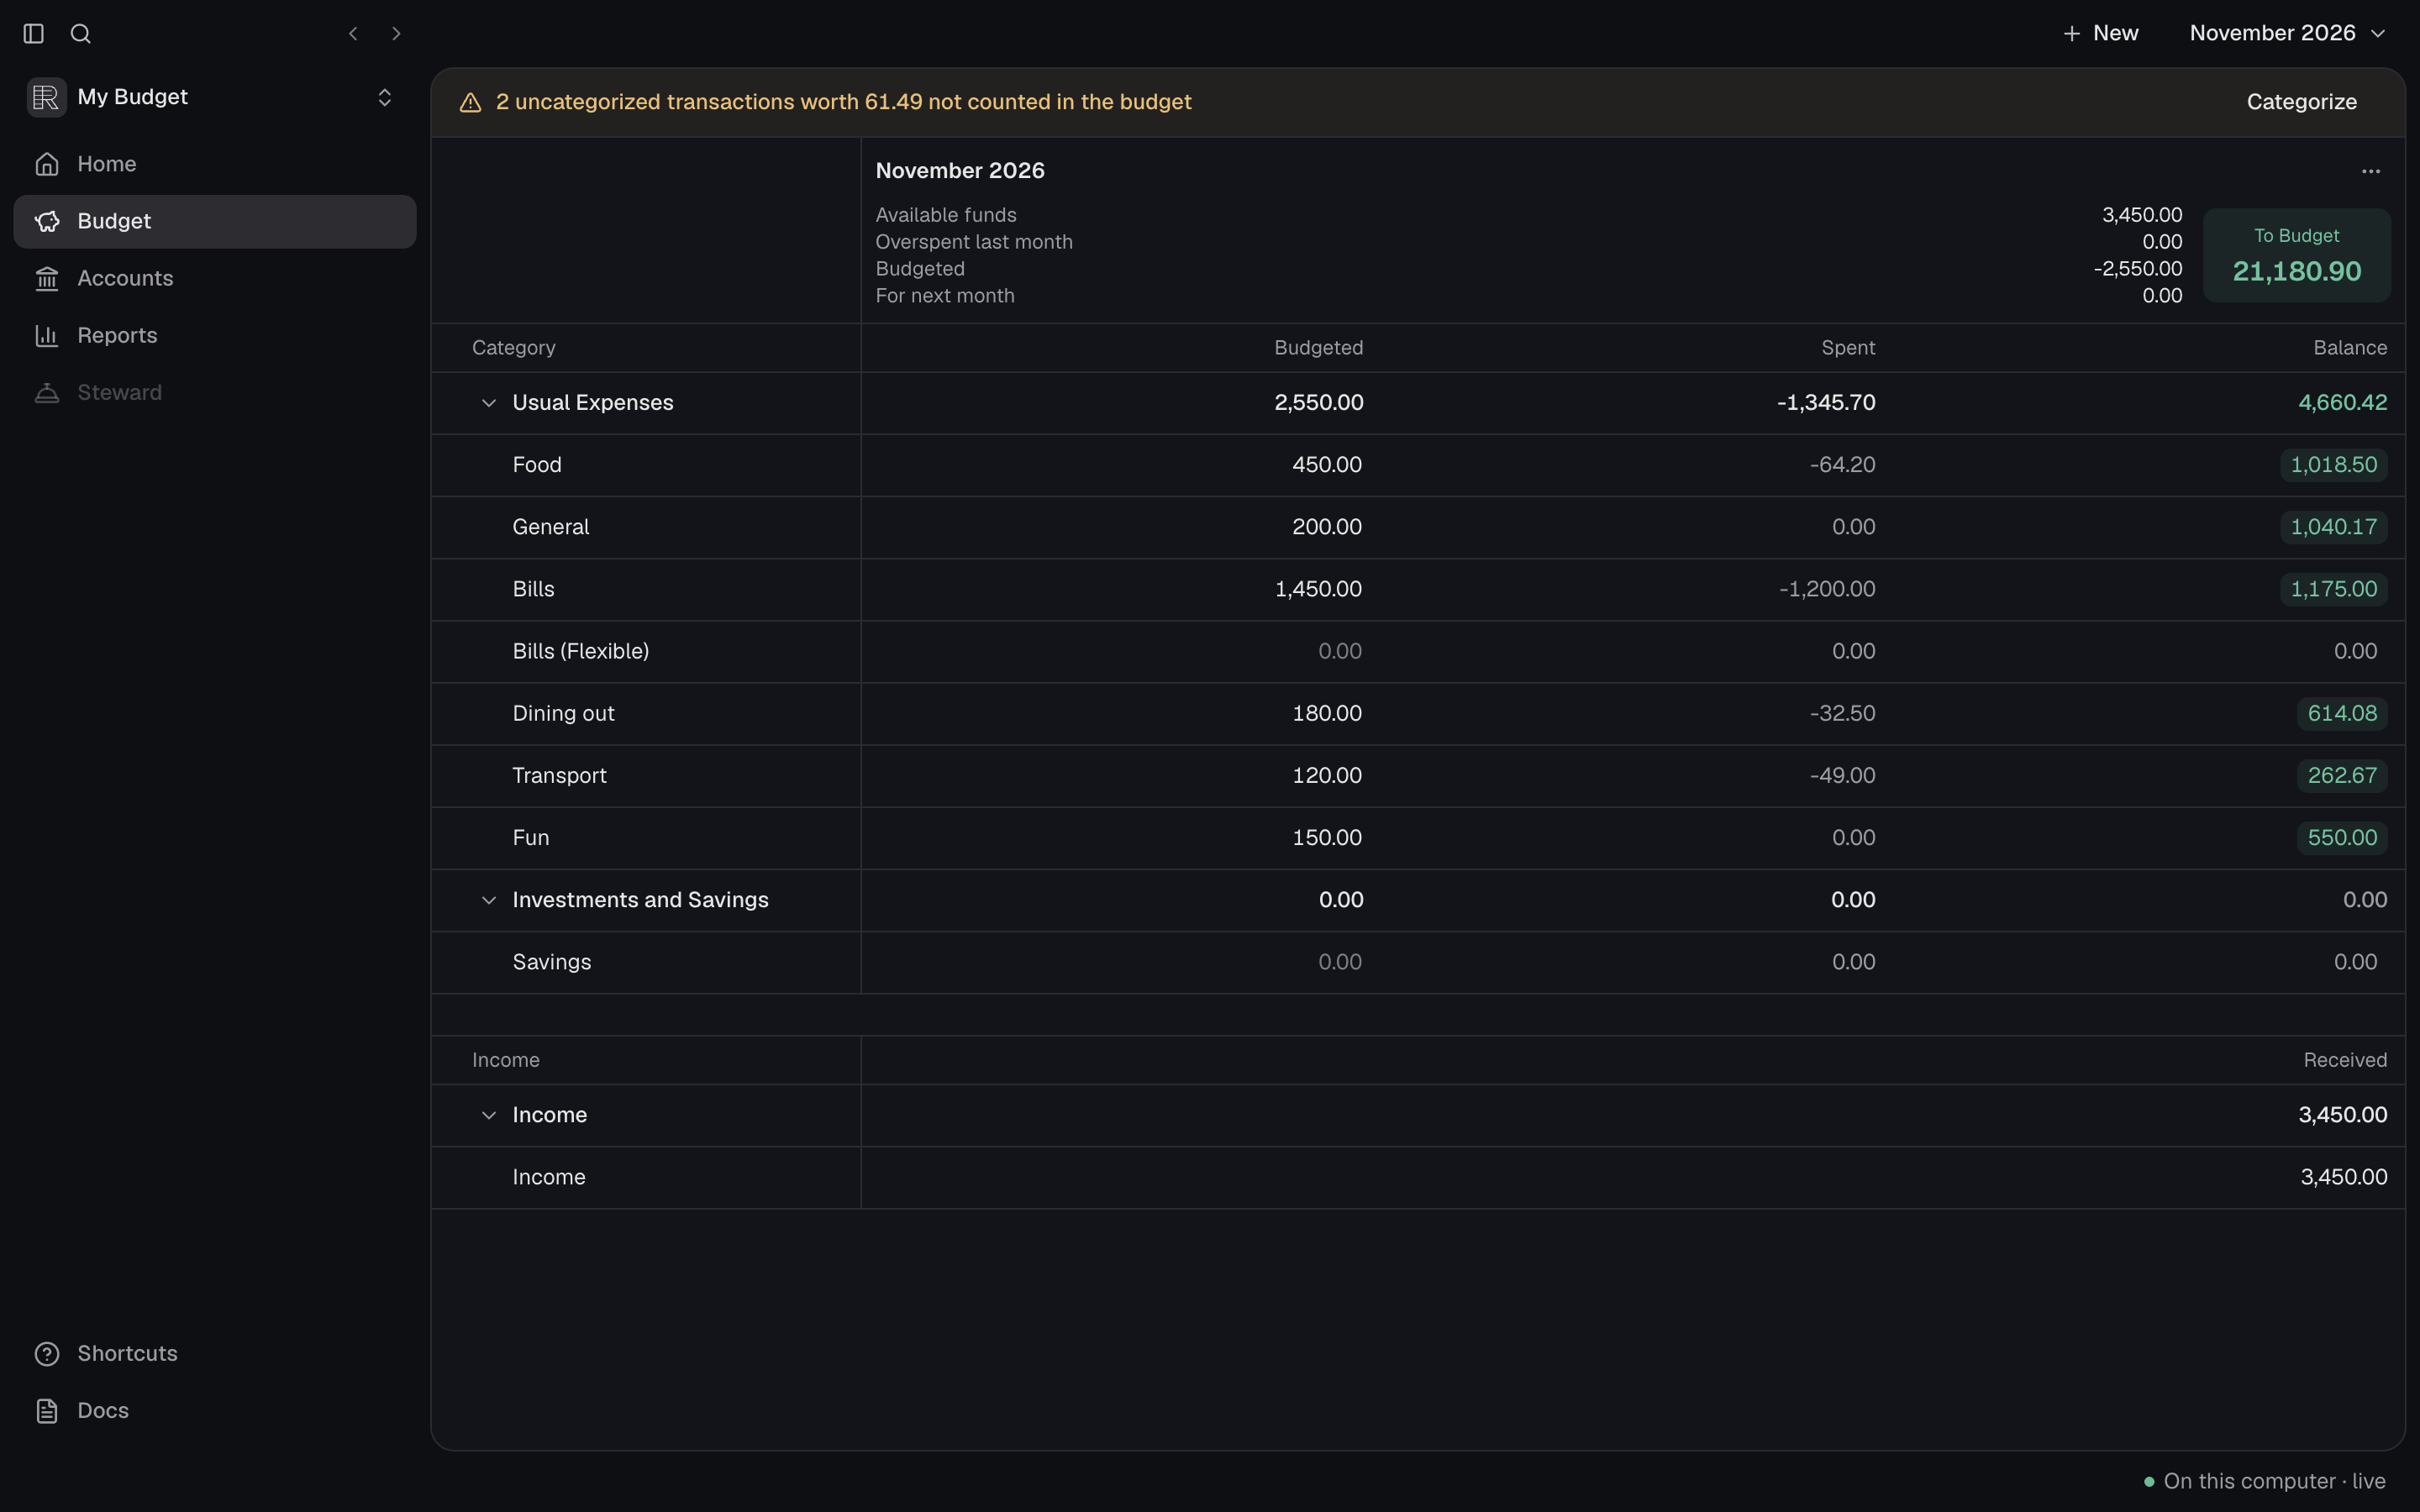 New
November 2026
My Budget
Home
Budget
Accounts
Reports
Steward
Shortcuts
Docs
2 uncategorized transactions worth 61.49 not counted in the budget
Categorize
November 2026
Available funds 3,450.00
Overspent last month 0.00
Budgeted -2,550.00
For next month 0.00
To Budget
21,180.90
Category Budgeted Spent Balance
Usual Expenses 2,550.00 -1,345.70 4,660.42
Food 450.00 -64.20 1,018.50
General 200.00 0.00 1,040.17
Bills 1,450.00 -1,200.00 1,175.00
Bills (Flexible) 0.00 0.00 0.00
Dining out 180.00 -32.50 614.08
Transport 120.00 -49.00 262.67
Fun 150.00 0.00 550.00
Investments and Savings 0.00 0.00 0.00
Savings 0.00 0.00 0.00
Income Received
Income 3,450.00
Income 3,450.00
On this computer · live